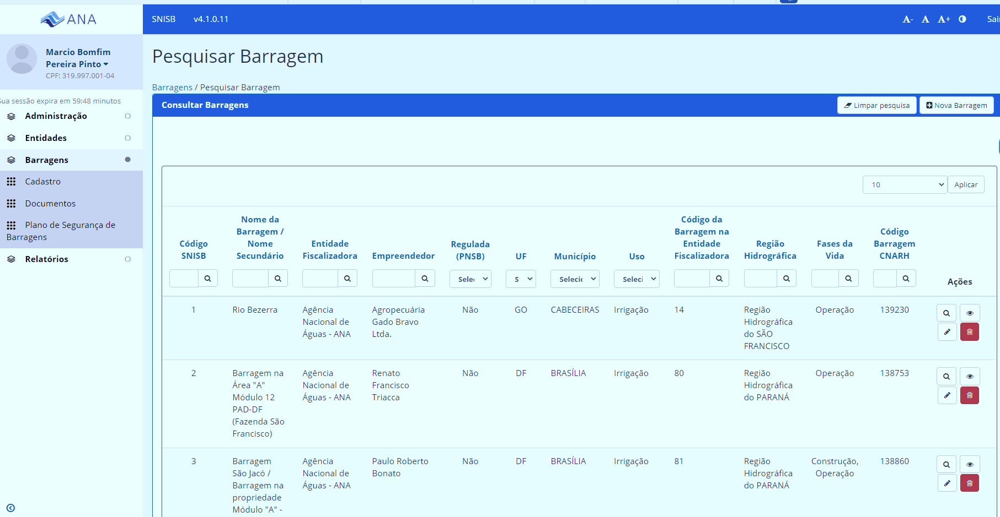 ANA
SNISB v4.1.0.11
A- A A+
Marcio Bomfim
Pereira Pinto
CPF: 319.997.001-04
sessão expira em 59:48 minutos
Administração
Entidades
Barragens
Cadastro
Documentos
Plano de Segurança de
Barragens
Relatórios
Pesquisar Barragem
Barragens / Pesquisar Barragem
Consultar Barragens
Limpar pesquisa
Nova Barragem
10
Aplicar
Código
SNISB
Nome da
Barragem /
Nome
Secundário
Entidade
Fiscalizadora
Empreendedor
Regulada
(PNSB)
Sele
UF
S
Município
Selecic
Uso
Seleci
Código da
Barragem na
Entidade
Fiscalizadora
Região
Hidrográfica
Fases da
Vida
Código
Barragem
CNARH
Ações
1
Rio Bezerra
Agência
Nacional de
Águas - ANA
Agropecuária
Gado Bravo
Ltda.
Não
GO
CABECEIRAS
Irrigação
14
Região
Hidrográfica
do SÃO
FRANCISCO
Operação
139230
2
Barragem na
Área "A"
Módulo 12
PAD-DF
(Fazenda São
Francisco)
Agência
Nacional de
Águas - ANA
Renato
Francisco
Triacca
Não
DF
BRASÍLIA
Irrigação
80
Região
Hidrográfica
do PARANÁ
Operação
138753
3
Barragem
São Jacó /
Barragem na
propriedade
Módulo "A" -
Agência
Nacional de
Águas - ANA
Paulo Roberto
Bonato
Não
DF
BRASÍLIA
Irrigação
81
Região
Hidrográfica
do PARANÁ
Construção,
Operação
138860